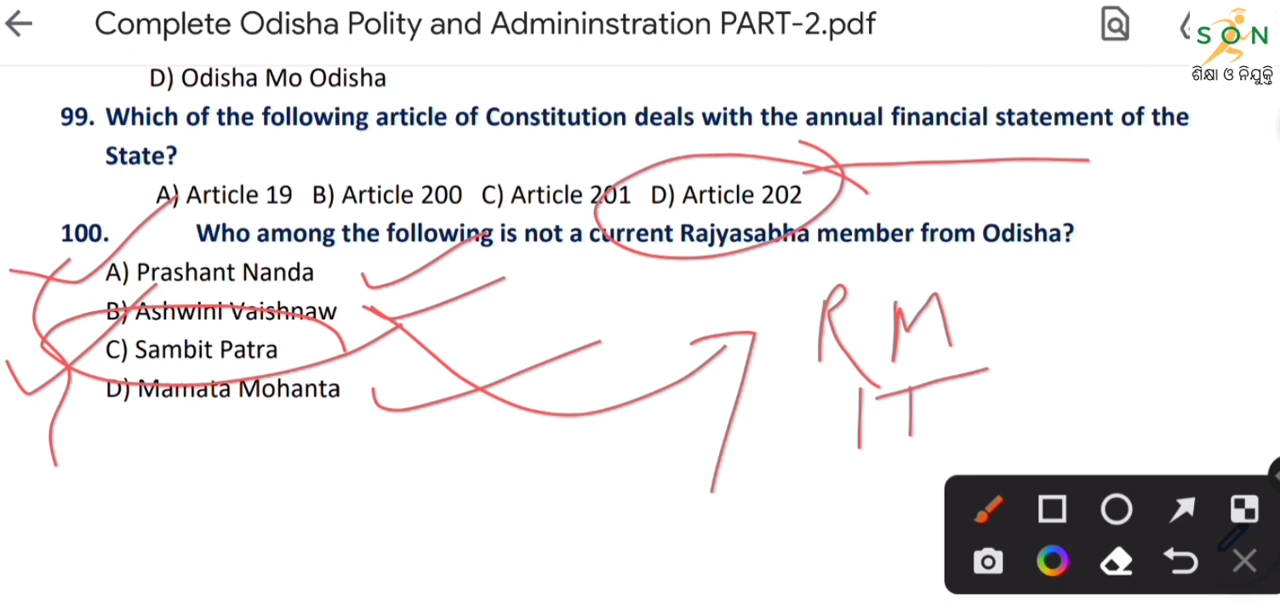 Complete Odisha Polity and Admininstration PART-2.pdf
SON
ଶିକ୍ଷା ଓ ନିଯୁକ୍ତି
D) Odisha Mo Odisha
99. Which of the following article of Constitution deals with the annual financial statement of the
State?
A) Article 19 B) Article 200 C) Article 201 D) Article 202
100. Who among the following is not a current Rajyasabha member from Odisha?
A) Prashant Nanda
B) Ashwini Vaishnaw
C) Sambit Patra
D) Mamata Mohanta
R M
IT